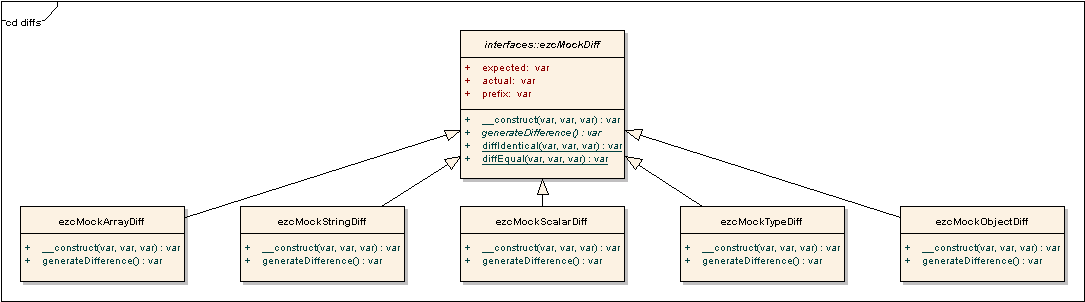 cd diffs
interfaces::ezcMockDiff
+ expected: var
+ actual: var
+ prefix: var
+ __construct(var, var, var) : var
+ generateDifference() : var
+ diffIdentical(var, var, var) : var
+ diffEqual(var, var, var) : var
ezcMockArrayDiff
+ __construct(var, var, var) : var
+ generateDifference() : var
ezcMockStringDiff
+ __construct(var, var, var) : var
+ generateDifference() : var
ezcMockScalarDiff
+ __construct(var, var, var) : var
+ generateDifference() : var
ezcMockTypeDiff
+ __construct(var, var, var) : var
+ generateDifference() : var
ezcMockObjectDiff
+ __construct(var, var, var) : var
+ generateDifference() : var